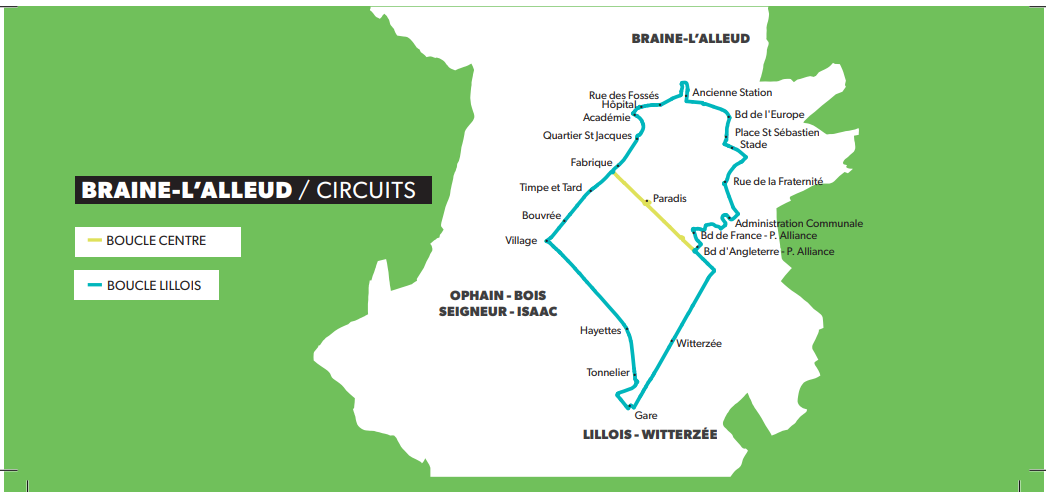 BRAINE-L'ALLEUD
Rue des Fossés
Ancienne Station
Hôpital
Académie
Bd de l'Europe
Quartier St Jacques
Place St Sébastien
Stade
Fabrique
Timpe et Tard
Rue de la Fraternité
BRAINE-L'ALLEUD / CIRCUITS
Paradis
Bouvrée
Administration Communale
Village
Bd de France - P. Alliance
BOUCLE CENTRE
Bd d'Angleterre - P. Alliance
BOUCLE LILLOIS
OPHAIN - BOIS
SEIGNEUR - ISAAC
Hayettes
Witterzée
Tonnelier
Gare
LILLOIS - WITTERZÉE